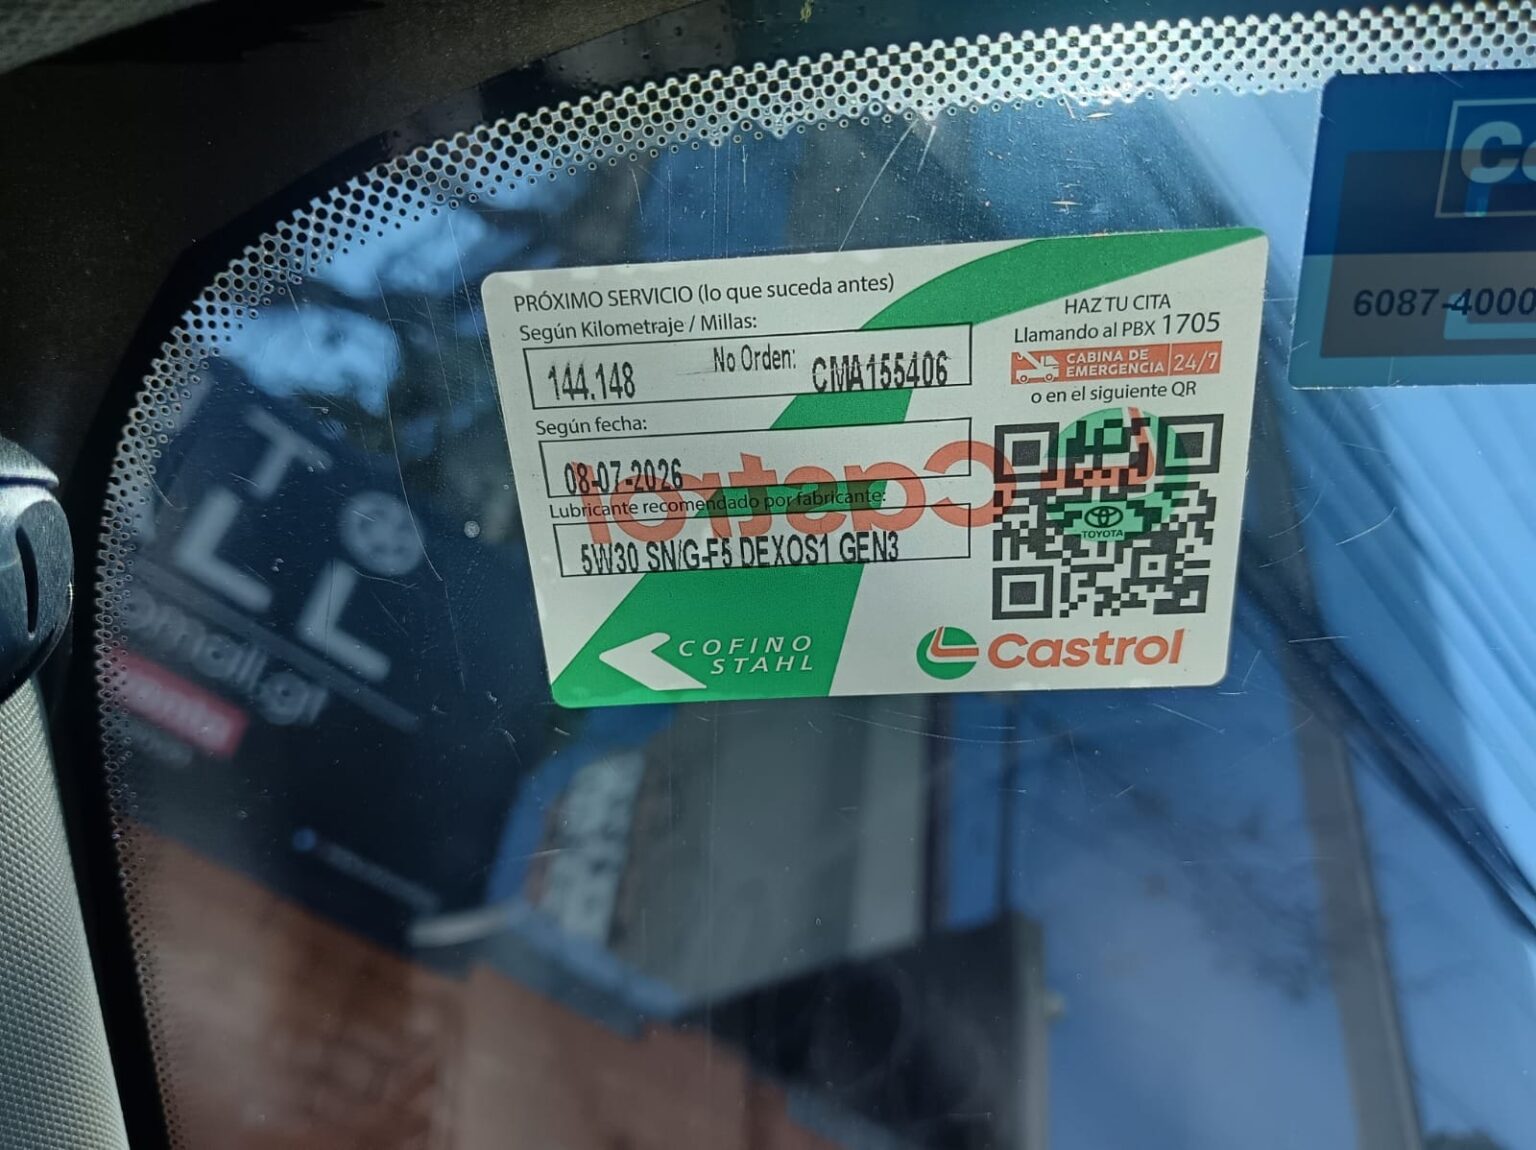 PRÓXIMO SERVICIO (lo que suceda antes)
Según Kilometraje / Millas:
144.148 No Orden: CMA155406
Según fecha:
08-07-2026
Lubricante recomendado por fabricante:
5W30 SN/G-F5 DEXOS1 GEN3
COFIÑO
STAHL
HAZ TU CITA
Llamando al PBX 1705
CABINA DE
EMERGENCIA 24/7
o en el siguiente QR
TOYOTA
Castrol
Castrol
6087-4000